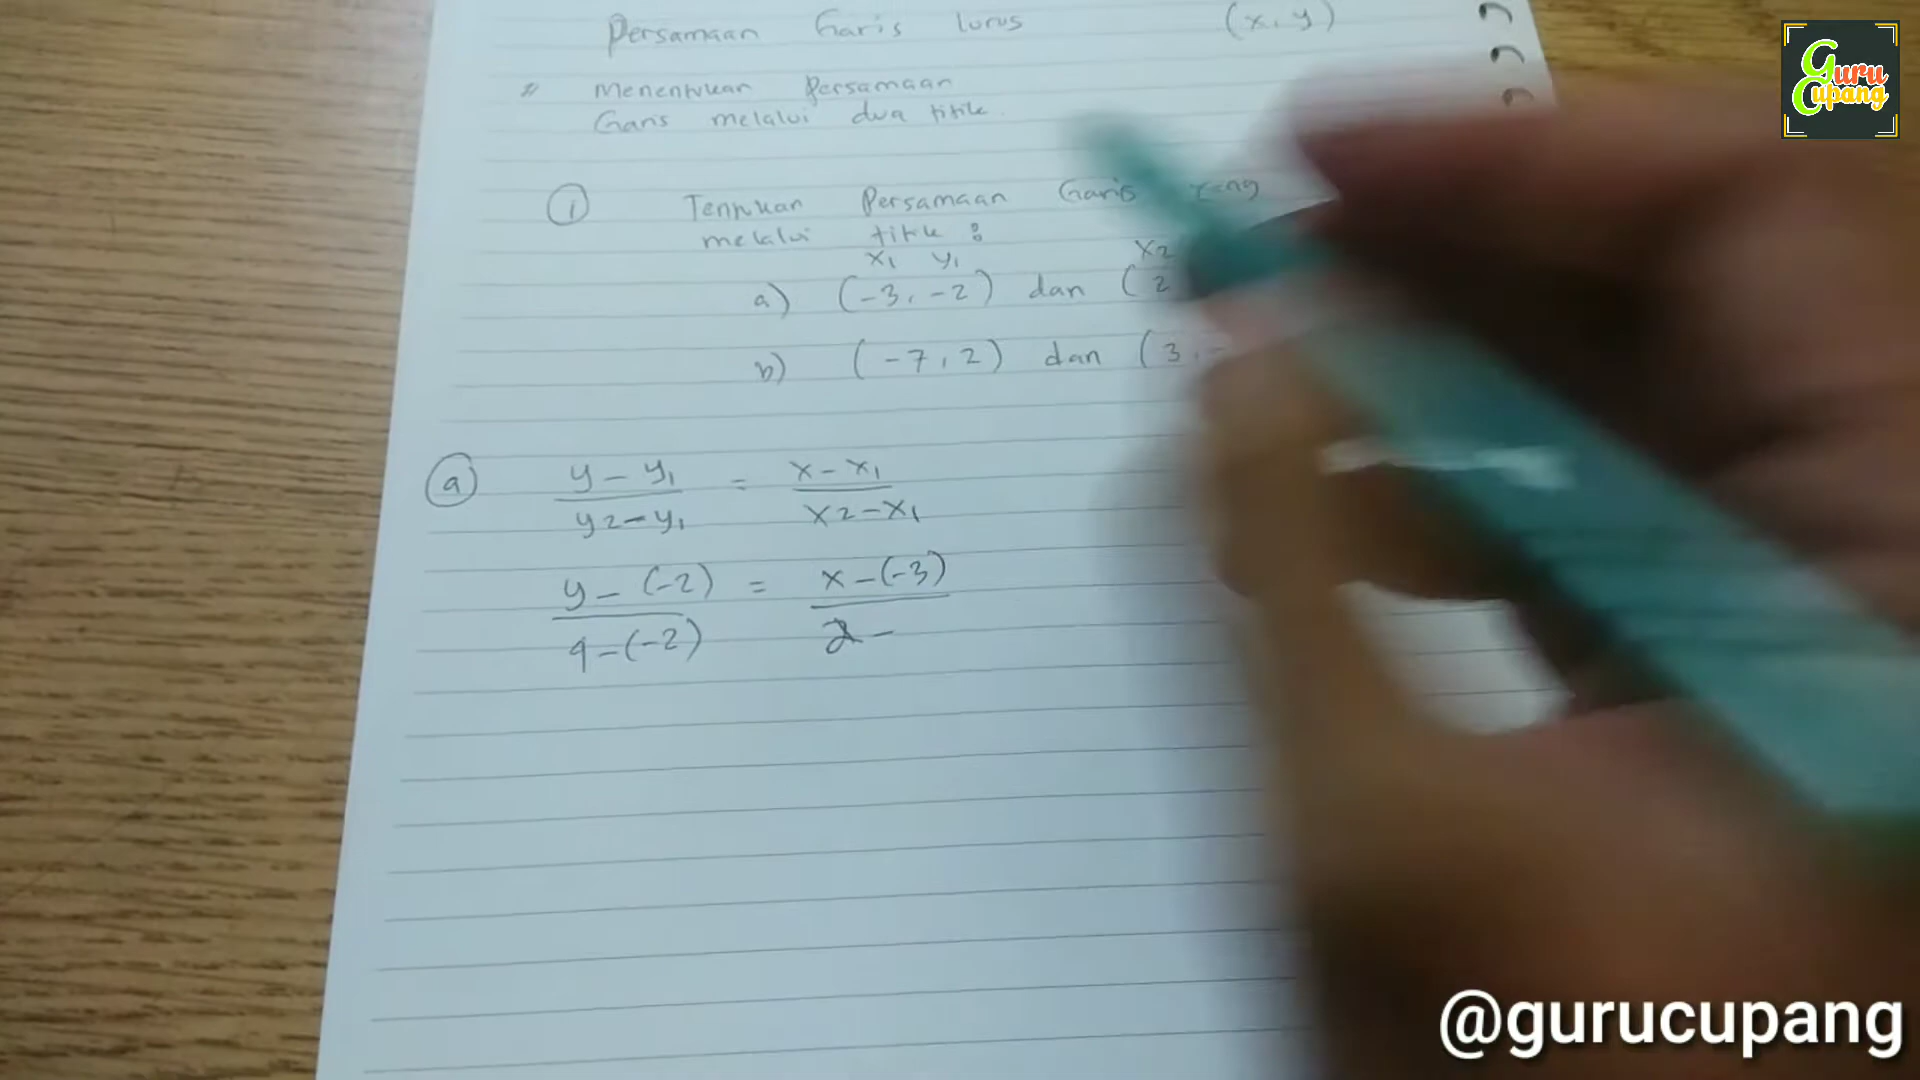 Persamaan Garis lurus (x, y)
Menentukan Persamaan
Garis melalui dua titik.
1 Tentukan Persamaan Garis yang
melalui titik :
x₁ y₁ x₂
a) (-3, -2) dan (2
b) (-7, 2) dan (3, -
a y - y₁ = x - x₁
y₂ - y₁ x₂ - x₁
y - (-2) = x - (-3)
4 - (-2) 2 -
Guru
Cupang
@gurucupang